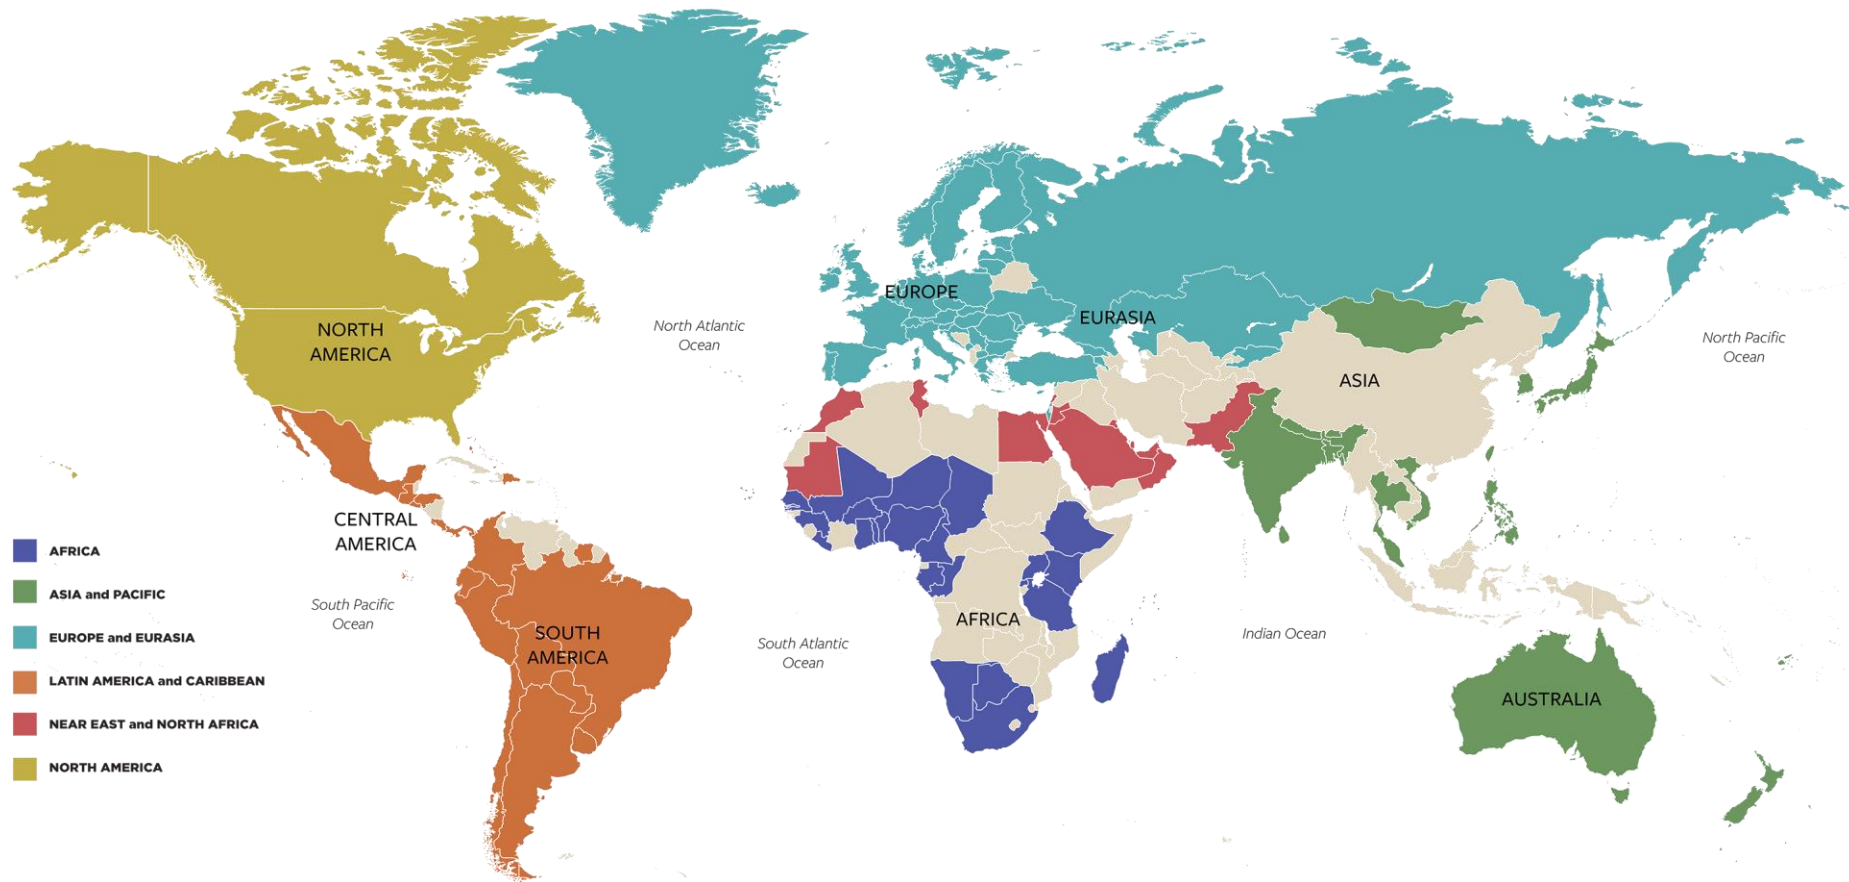 NORTH
AMERICA
North Atlantic
Ocean
EUROPE
EURASIA
ASIA
North Pacific
Ocean
CENTRAL
AMERICA
South Pacific
Ocean
SOUTH
AMERICA
South Atlantic
Ocean
AFRICA
Indian Ocean
AUSTRALIA
AFRICA
ASIA and PACIFIC
EUROPE and EURASIA
LATIN AMERICA and CARIBBEAN
NEAR EAST and NORTH AFRICA
NORTH AMERICA